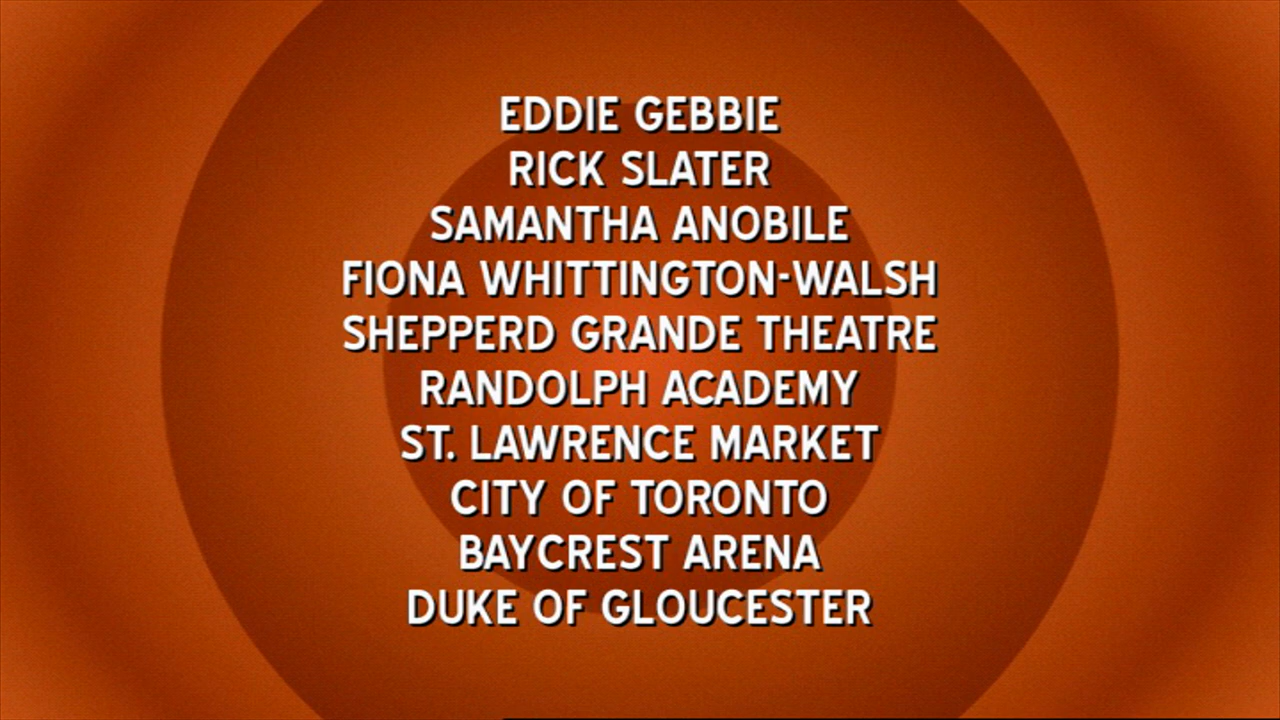 EDDIE GEBBIE
RICK SLATER
SAMANTHA ANOBILE
FIONA WHITTINGTON-WALSH
SHEPPERD GRANDE THEATRE
RANDOLPH ACADEMY
ST. LAWRENCE MARKET
CITY OF TORONTO
BAYCREST ARENA
DUKE OF GLOUCESTER